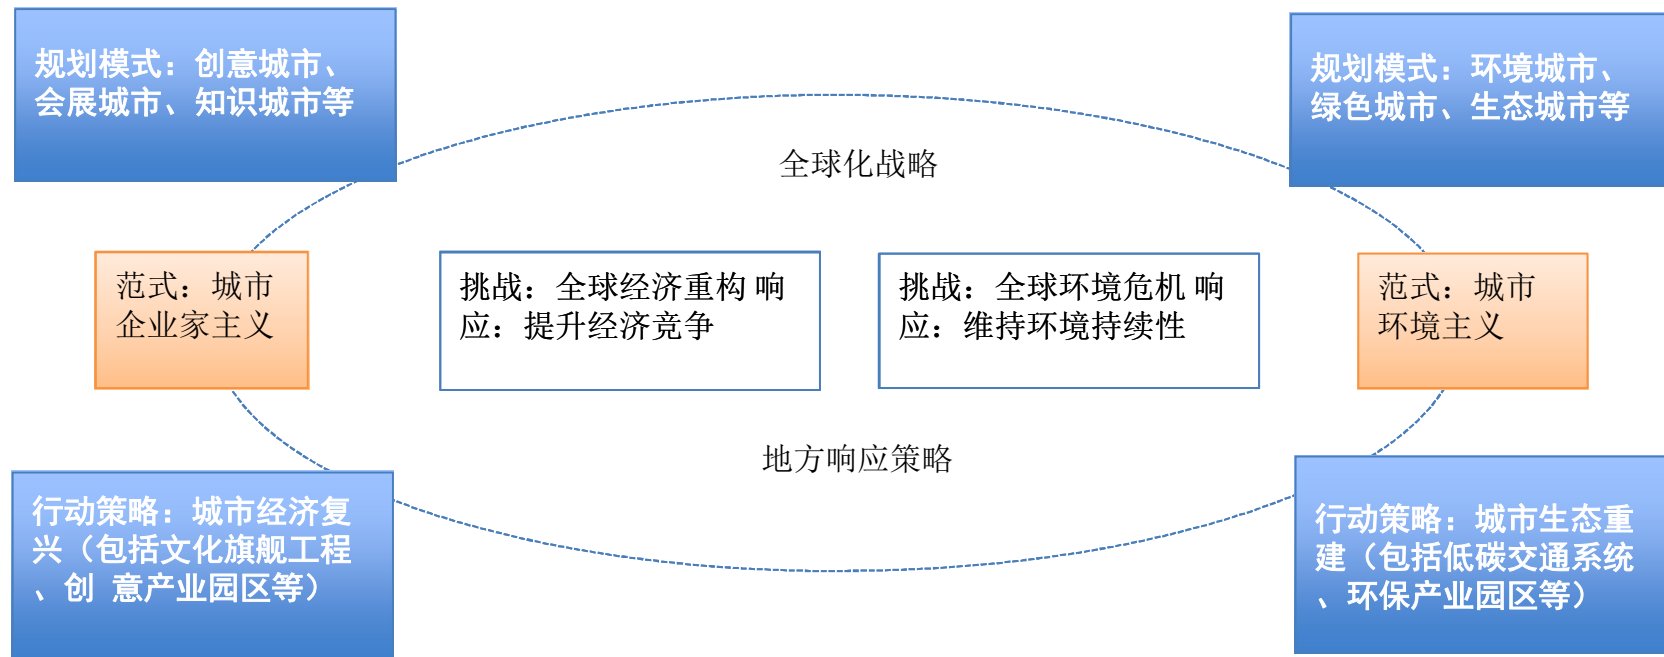 规划模式：创意城市、
会展城市、知识城市等
规划模式：环境城市、
绿色城市、生态城市等
全球化战略
范式：城市
企业家主义
挑战：全球经济重构 响
应：提升经济竞争
挑战：全球环境危机 响
应：维持环境持续性
范式：城市
环境主义
地方响应策略
行动策略：城市经济复
兴（包括文化旗舰工程
、创 意产业园区等）
行动策略：城市生态重
建（包括低碳交通系统
、环保产业园区等）